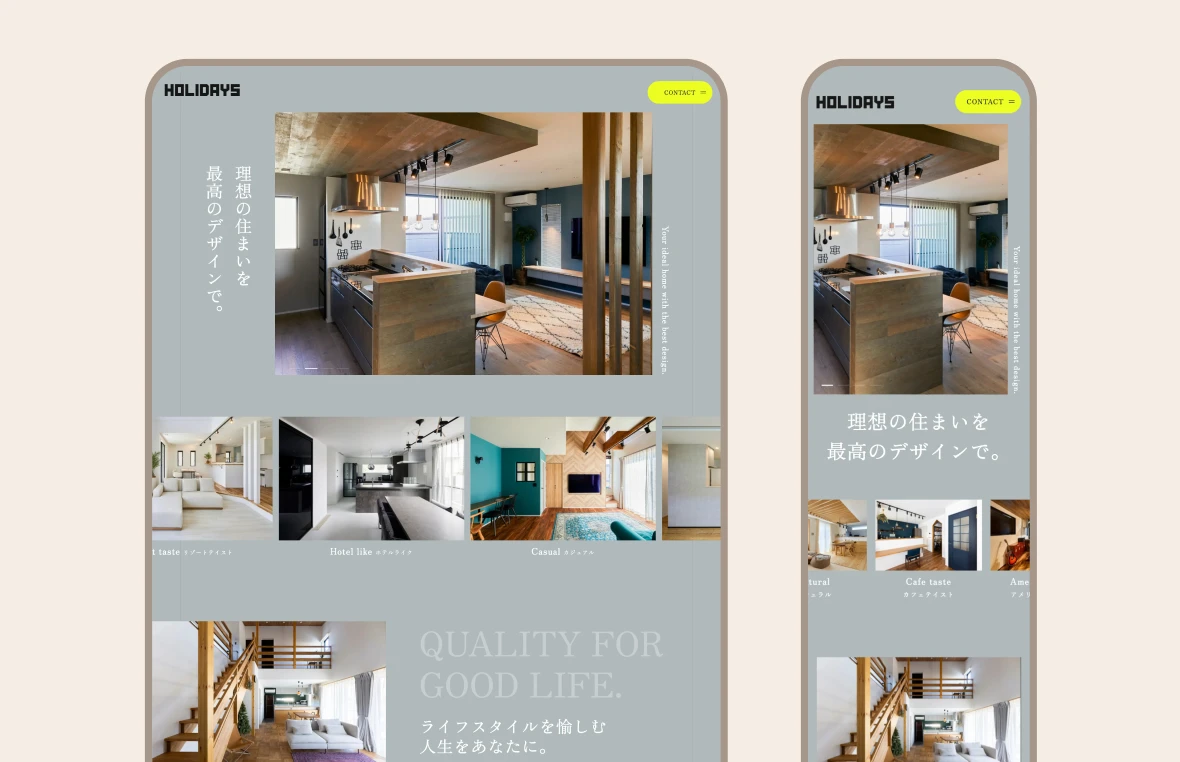 HOLIDAYS
CONTACT
理想の住まいを
最高のデザインで。
Your ideal home with the best design.
t taste リゾートテイスト
Hotel like ホテルライク
Casual カジュアル
QUALITY FOR
GOOD LIFE.
ライフスタイルを愉しむ
人生をあなたに。
HOLIDAYS
CONTACT
Your ideal home with the best design.
理想の住まいを
最高のデザインで。
tural
ュラル
Cafe taste
カフェテイスト
Ame
アメリ